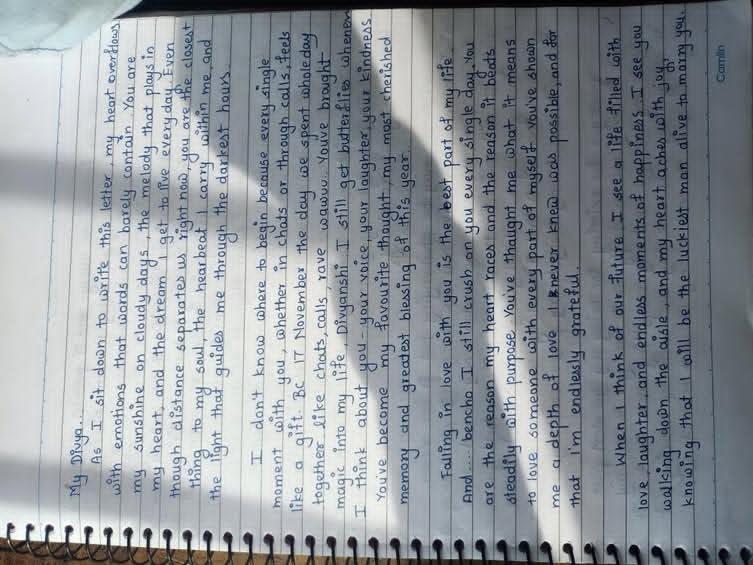 My Divya...
As I sit down to write this letter, my heart overflows
with emotions that words can barely contain. You are
my sunshine on cloudy days, the melody that plays in
my heart, and the dream I get to live everyday. Even
though distance separates us right now, you are the closest
thing to my soul, the hearbeat I carry within me, and
the light that guides me through the darkest hours.
I don't know where to begin because every single
moment with you, whether in chats or through calls, feels
like a gift. BC 17 November the day we spent whole day
together like chats, calls, rave wawuu.. You've brought
magic into my life, Divyanshi. I still get butterflies whenever
I think about you - your voice, your laughter, your kindness.
You've become my favourite thought, my most cherished
memory and greatest blessing of this year.
Falling in love with you is the best part of my life.
And.... bencho I still crush on you every single day. You
are the reason my heart races and the reason it beats
steadily with purpose. You've thaught me what it means
to love someone with every part of myself. You've shown
me a depth of love I never knew was possible, and for
that I'm endlessly grateful.
When I think of our future, I see a life filled with
love, laughter, and endless moments of happiness. I see you
walking down the aisle, and my heart aches with joy,
knowing that I will be the luckiest man alive to marry you.
Camlin